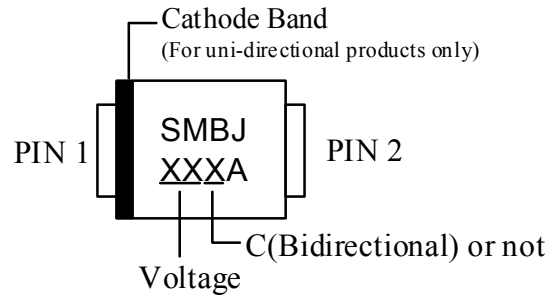 Cathode Band
(For uni-directional products only)
SMBJ
PIN 1
XXXA
PIN 2
C(Bidirectional) or not
Voltage